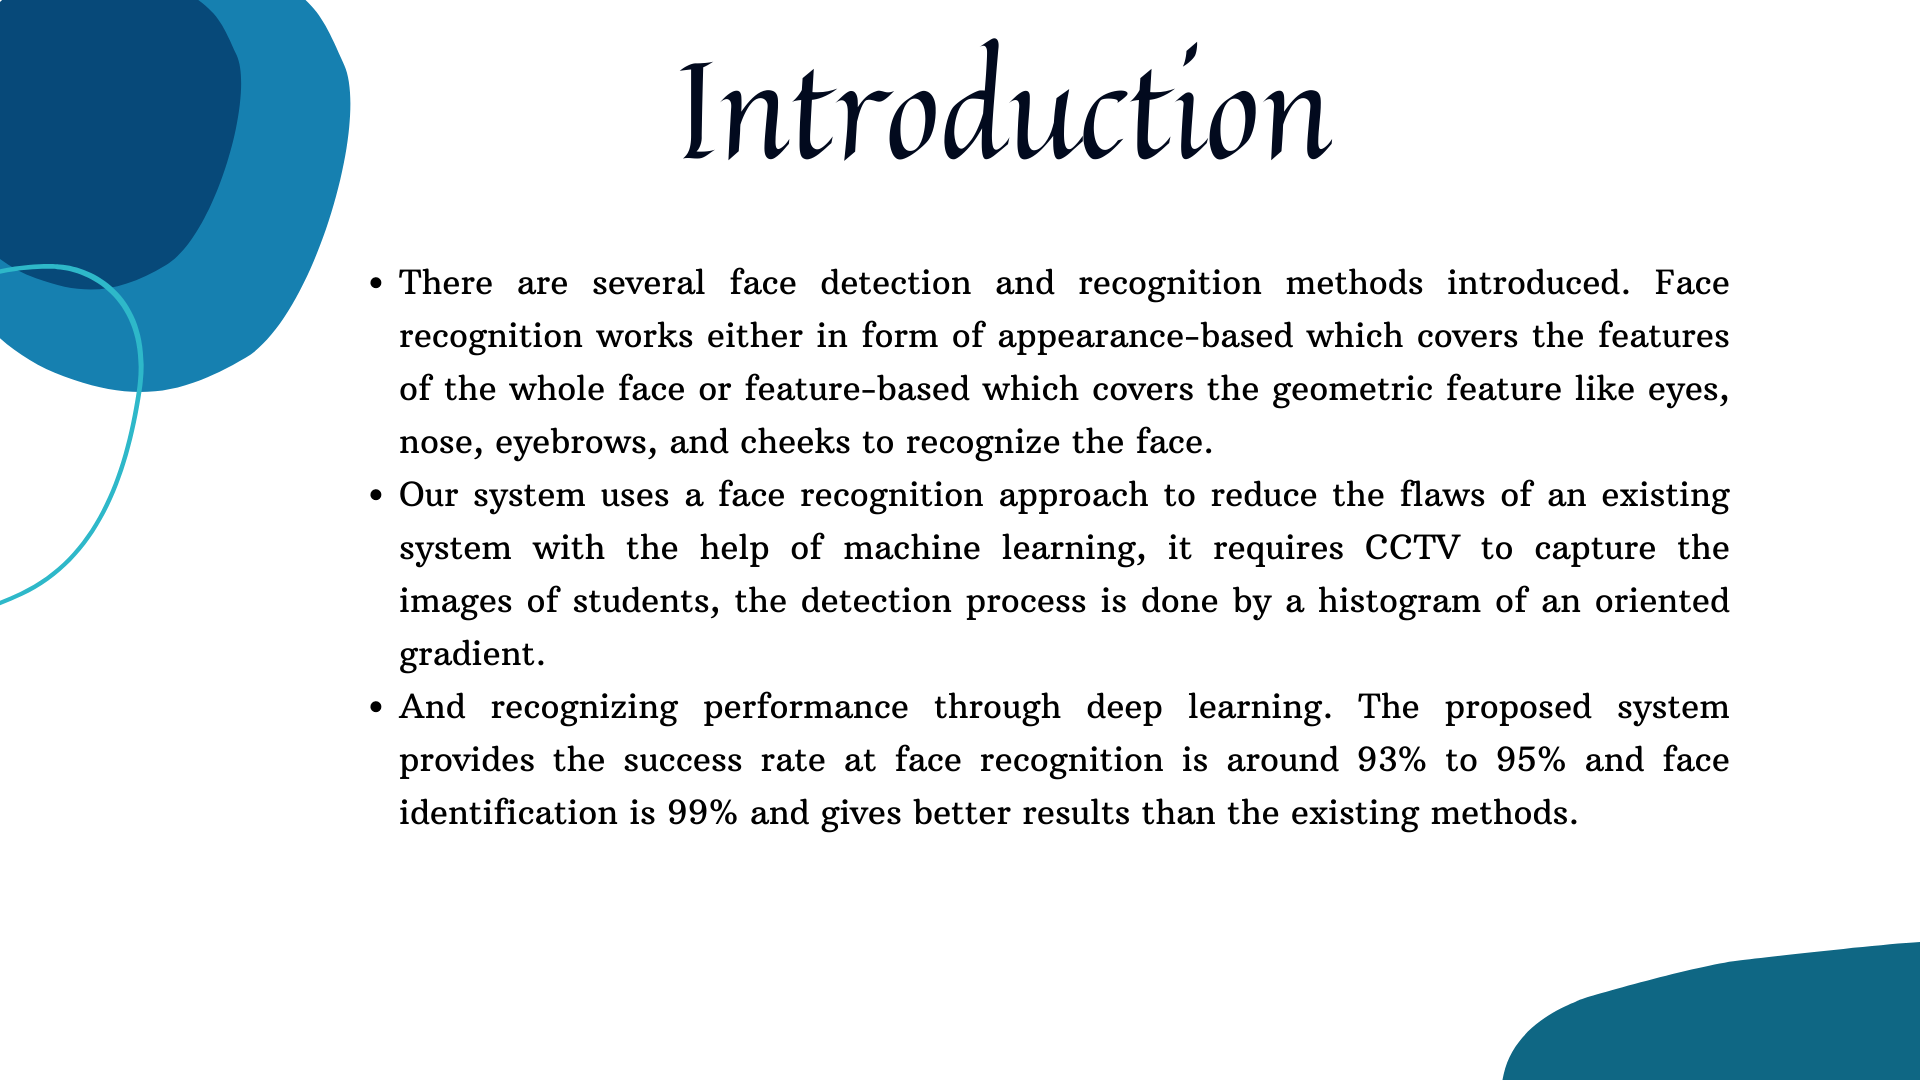 Introduction
• There are several face detection and recognition methods introduced. Face
recognition works either in form of appearance-based which covers the features
of the whole face or feature-based which covers the geometric feature like eyes,
nose, eyebrows, and cheeks to recognize the face.
• Our system uses a face recognition approach to reduce the flaws of an existing
system with the help of machine learning, it requires CCTV to capture the
images of students, the detection process is done by a histogram of an oriented
gradient.
• And recognizing performance through deep learning. The proposed system
provides the success rate at face recognition is around 93% to 95% and face
identification is 99% and gives better results than the existing methods.